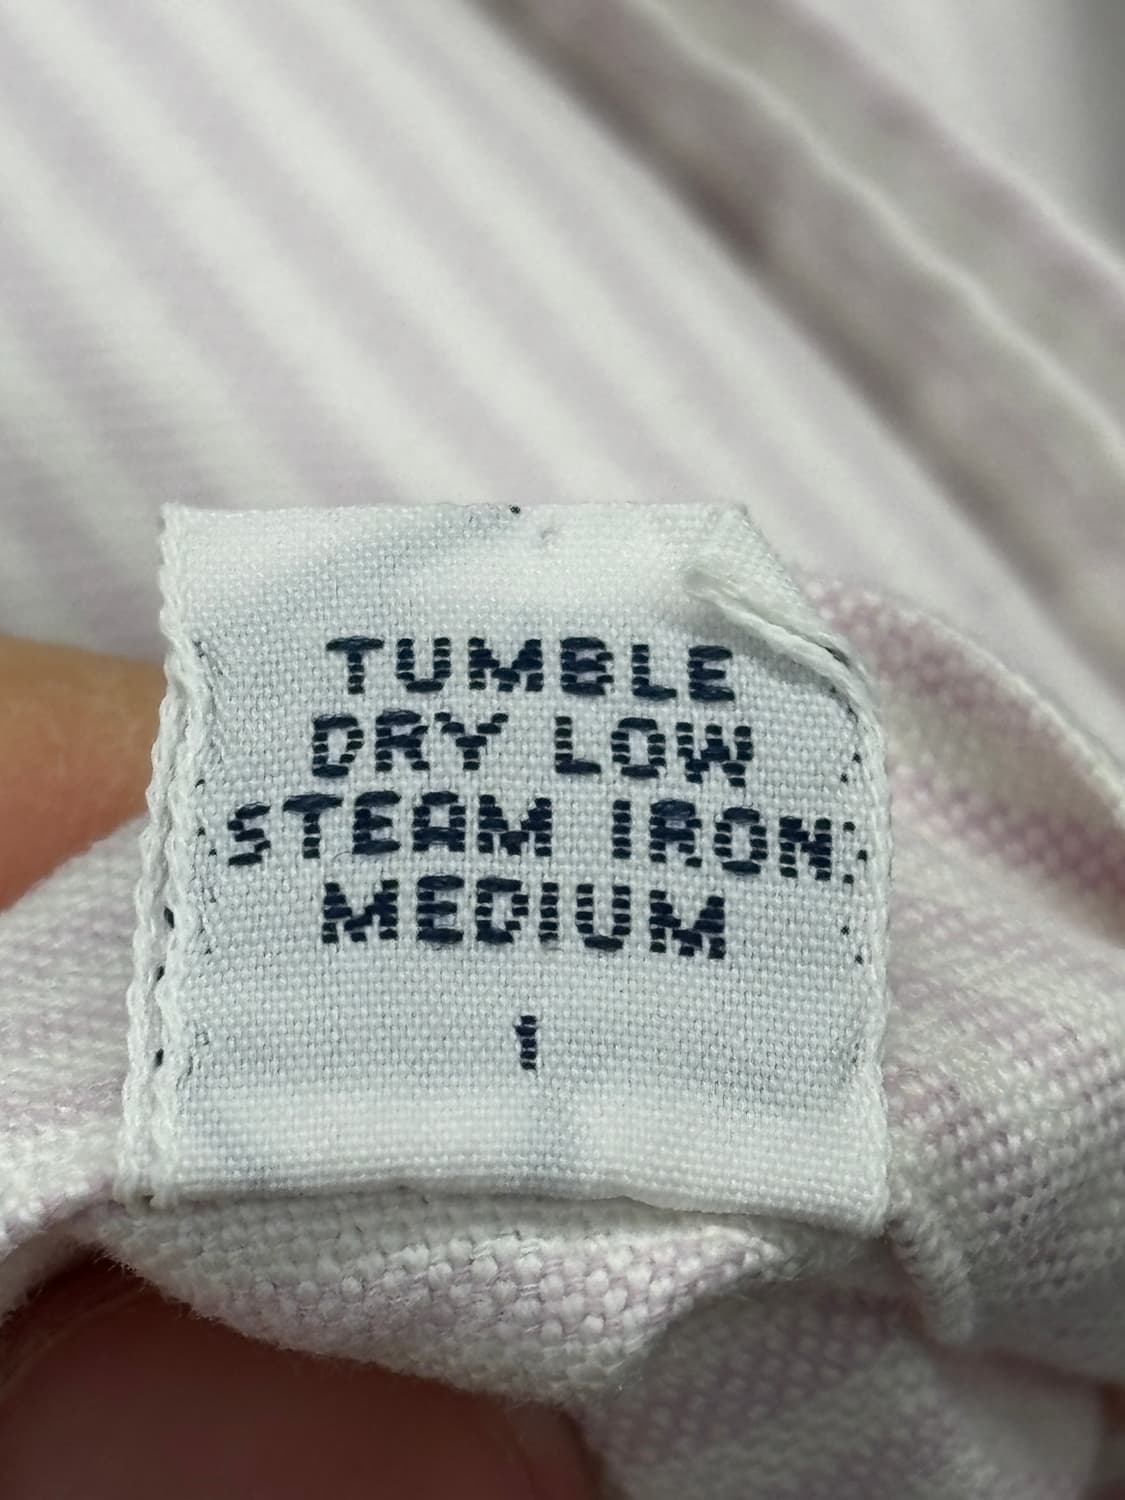 TUMBLE
DRY LOW
STEAM IRON:
MEDIUM
1